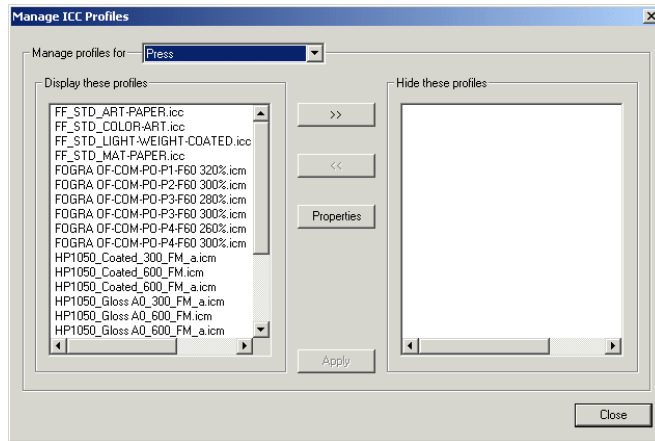 Manage ICC Profiles
Manage profiles for
Press
Display these profiles
Hide these profiles
FF_STD_ART-PAPER.icc
FF_STD_COLOR-ART.icc
FF_STD_LIGHT-WEIGHT-COATED.icc
FF_STD_MAT-PAPER.icc
FOGRA OF-COM-PO-P1-F60 320%.icm
FOGRA OF-COM-PO-P2-F60 300%.icm
FOGRA OF-COM-PO-P3-F60 280%.icm
FOGRA OF-COM-PO-P3-F60 300%.icm
FOGRA OF-COM-PO-P4-F60 260%.icm
FOGRA OF-COM-PO-P4-F60 300%.icm
HP1050_Coated_300_FM_a.icm
HP1050_Coated_600_FM.icm
HP1050_Coated_600_FM_a.icm
HP1050_Gloss A0_300_FM_a.icm
HP1050_Gloss A0_600_FM.icm
HP1050_Gloss A0_600_FM_a.icm
>>
<<
Properties
Apply
Close